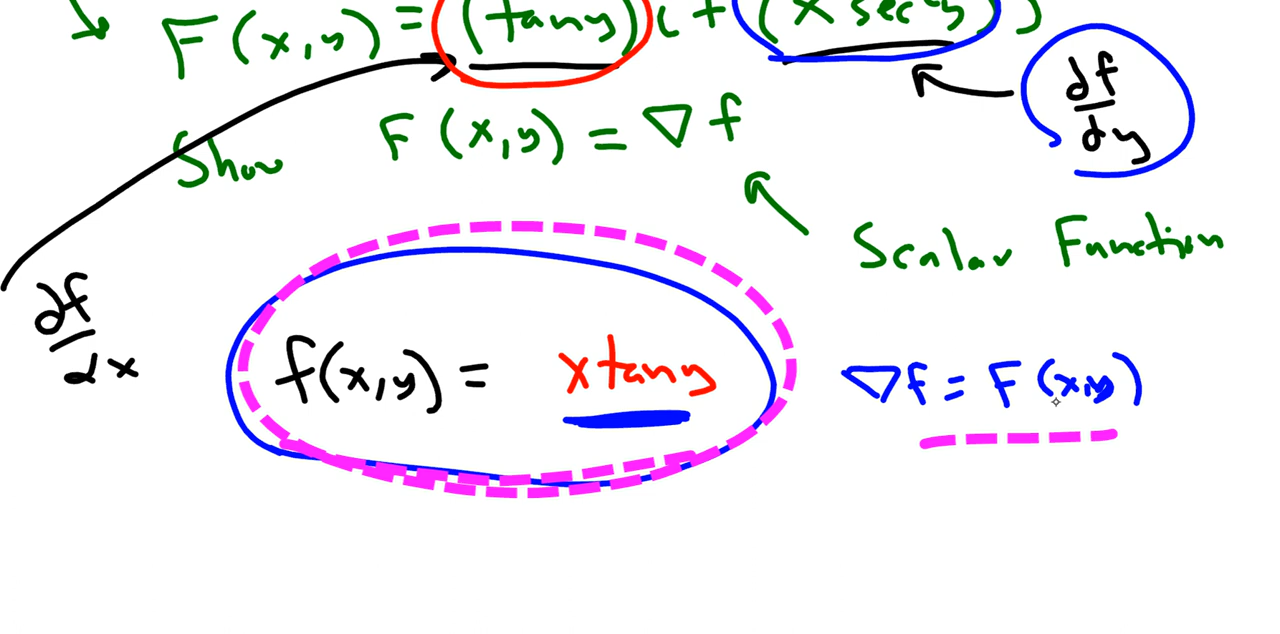 F(x,y) = (tany)i + (x sec²y)j
df/dy
Show F(x,y) = ∇f
Scalar Function
df/dx
f(x,y) = xtany
∇f = F(x,y)